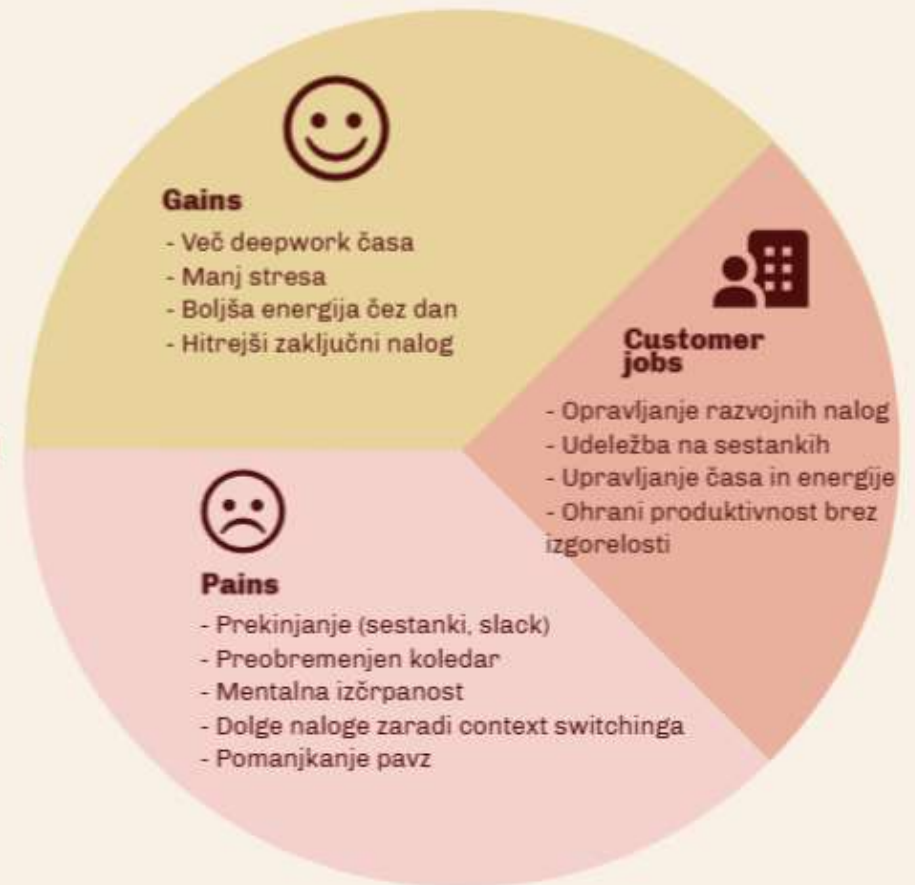 Gains
- Več deepwork časa
- Manj stresa
- Boljša energija čez dan
- Hitrejši zaključni nalog
Customer
jobs
- Opravljanje razvojnih nalog
- Udeležba na sestankih
- Upravljanje časa in energije
- Ohrani produktivnost brez
izgorelosti
Pains
- Prekinjanje (sestanki, slack)
- Preobremenjen koledar
- Mentalna izčrpanost
- Dolge naloge zaradi context switchinga
- Pomanjkanje pavz